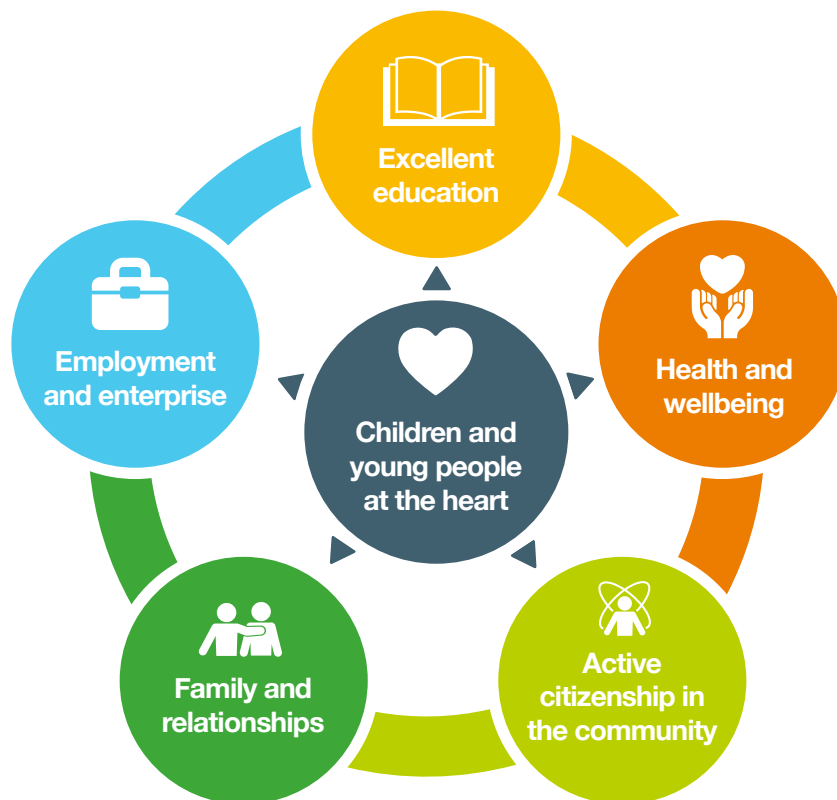 Excellent
education
Employment
and enterprise
Health and
wellbeing
Children and
young people
at the heart
Family and
relationships
Active
citizenship in
the community